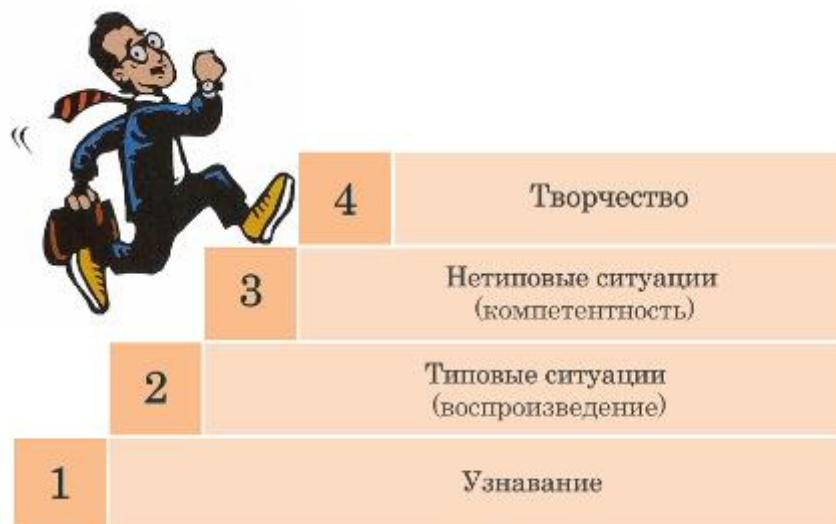 4 Творчество
3 Нетиповые ситуации
(компетентность)
2 Типовые ситуации
(воспроизведение)
1 Узнавание